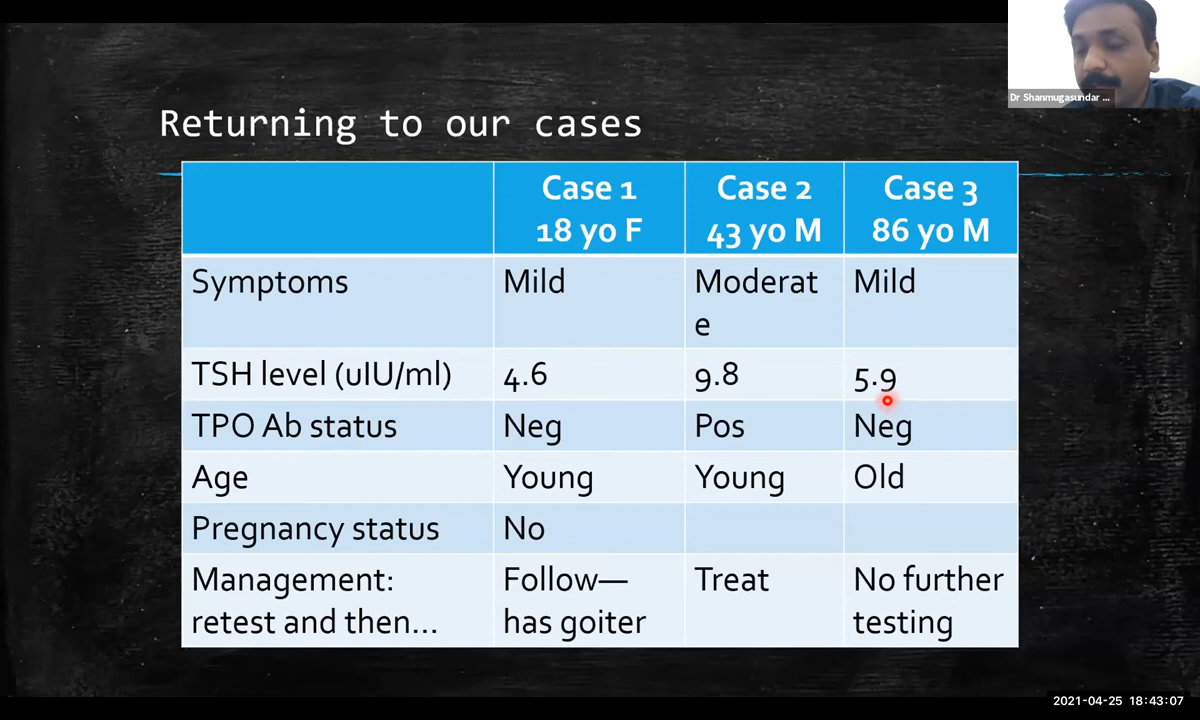 Dr Shanmugasundar ...
Returning to our cases
Case 1 Case 2 Case 3
18 yo F 43 yo M 86 yo M
Symptoms Mild Moderat Mild
e
TSH level (uIU/ml) 4.6 9.8 5.9
TPO Ab status Neg Pos Neg
Age Young Young Old
Pregnancy status No
Management: Follow— Treat No further
retest and then... has goiter testing
2021-04-25 18:43:07